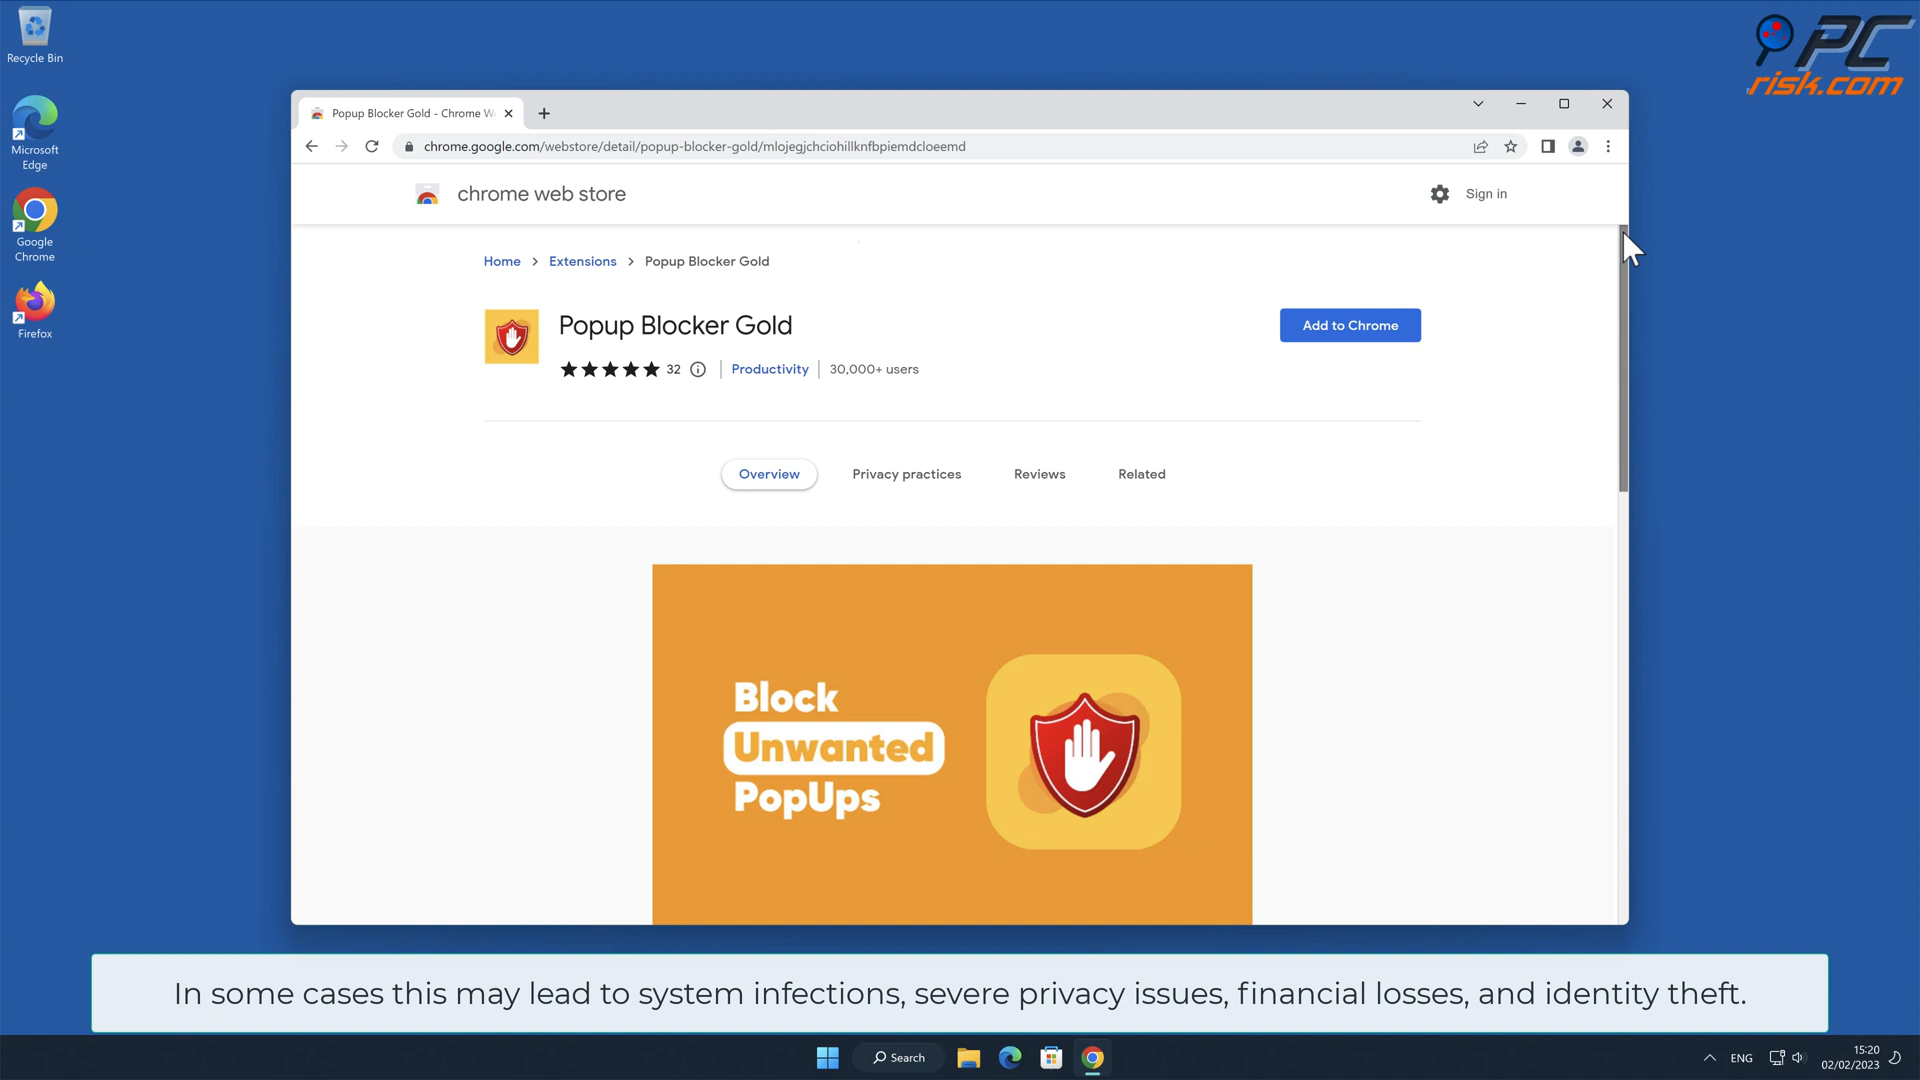 Recycle Bin
Microsoft
Edge
Google
Chrome
Firefox
PC
risk.com
Popup Blocker Gold - Chrome W
chrome.google.com/webstore/detail/popup-blocker-gold/mlojegjchciohillknfbpiemdcloeemd
chrome web store
Sign in
Home > Extensions > Popup Blocker Gold
Popup Blocker Gold
Add to Chrome
32 | Productivity | 30,000+ users
Overview
Privacy practices
Reviews
Related
Block
Unwanted
PopUps
In some cases this may lead to system infections, severe privacy issues, financial losses, and identity theft.
Search
ENG
15:20
02/02/2023